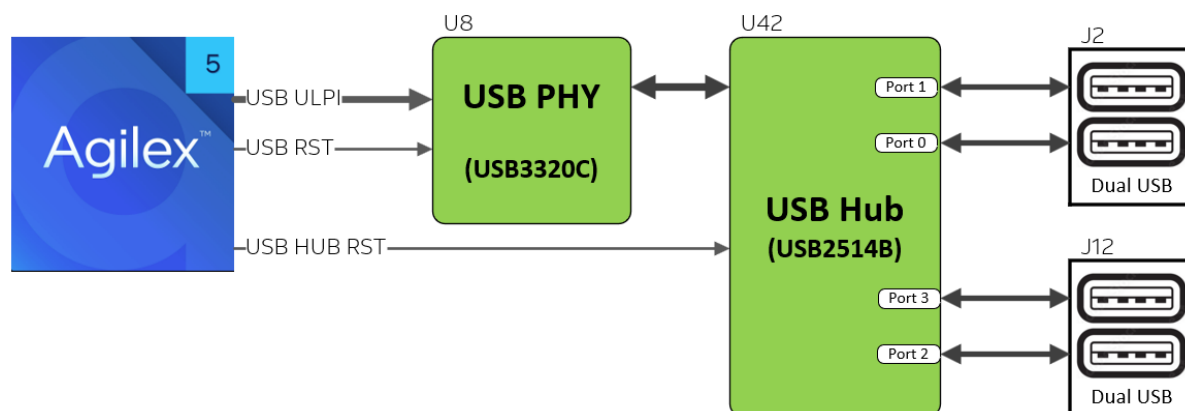 U8
U42
J2
5
Agilex™
USB ULPI
USB RST
USB HUB RST
USB PHY
(USB3320C)
USB Hub
(USB2514B)
Port 1
Port 0
Port 3
Port 2
Dual USB
J12
Dual USB